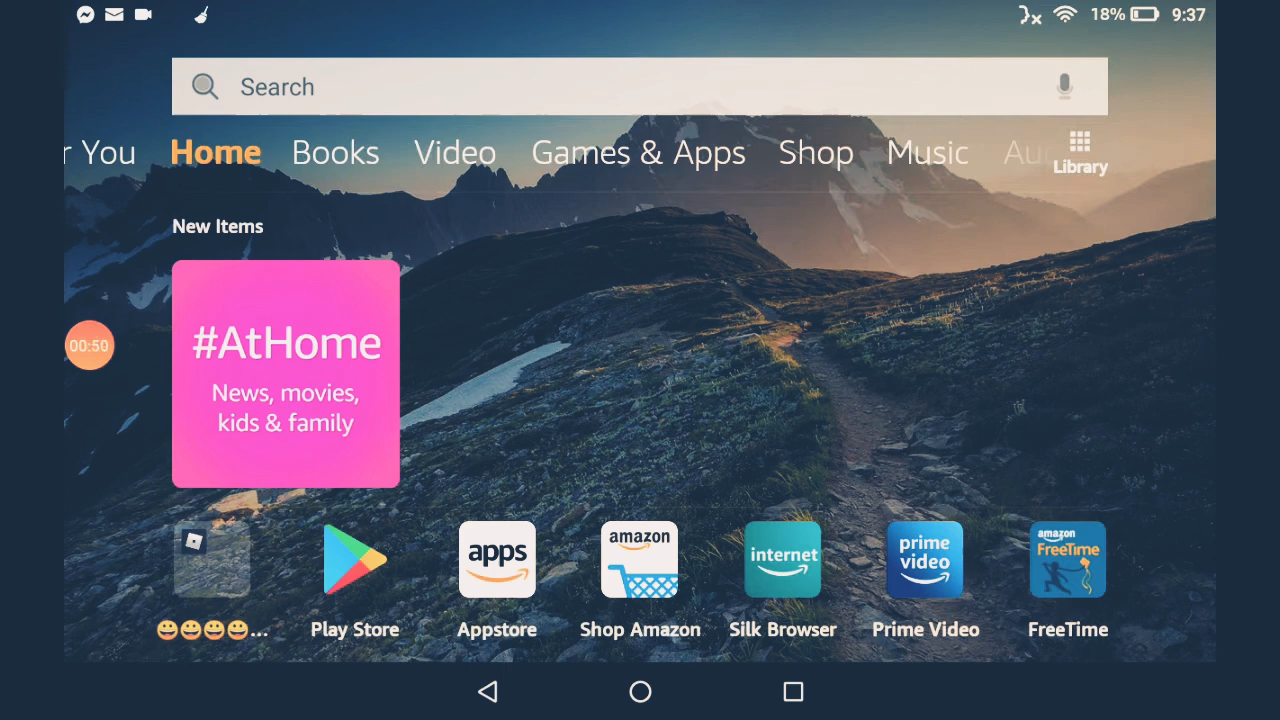 18% 9:37
Search
r You Home Books Video Games & Apps Shop Music Au
Library
New Items
#AtHome
News, movies,
kids & family
00:50
apps
amazon
internet
prime
video
amazon
FreeTime
😀😀😀😀...
Play Store
Appstore
Shop Amazon
Silk Browser
Prime Video
FreeTime